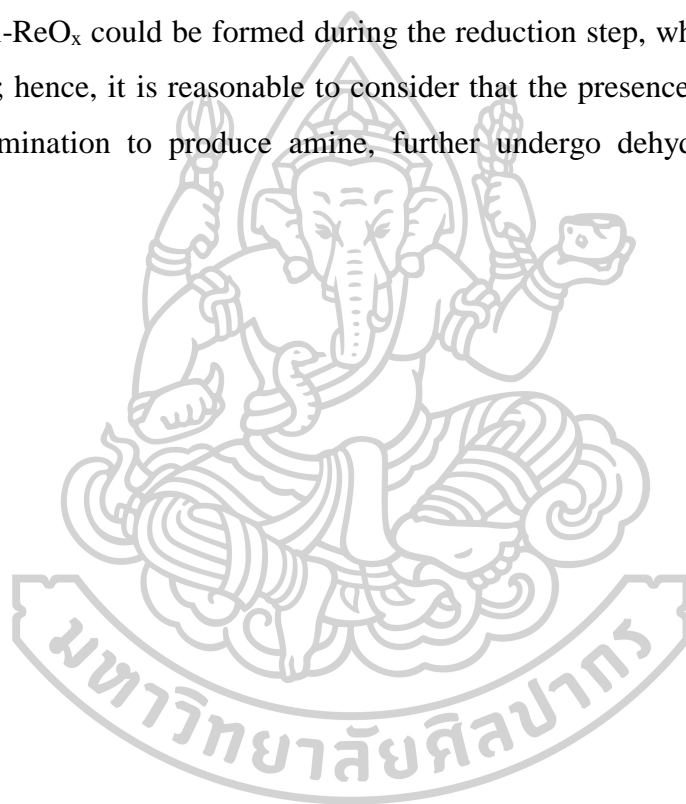 -ReOₓ could be formed during the reduction step,
; hence, it is reasonable to consider that the presence
mination to produce amine, further undergo
มหาวิทยาลัยศิลปากร